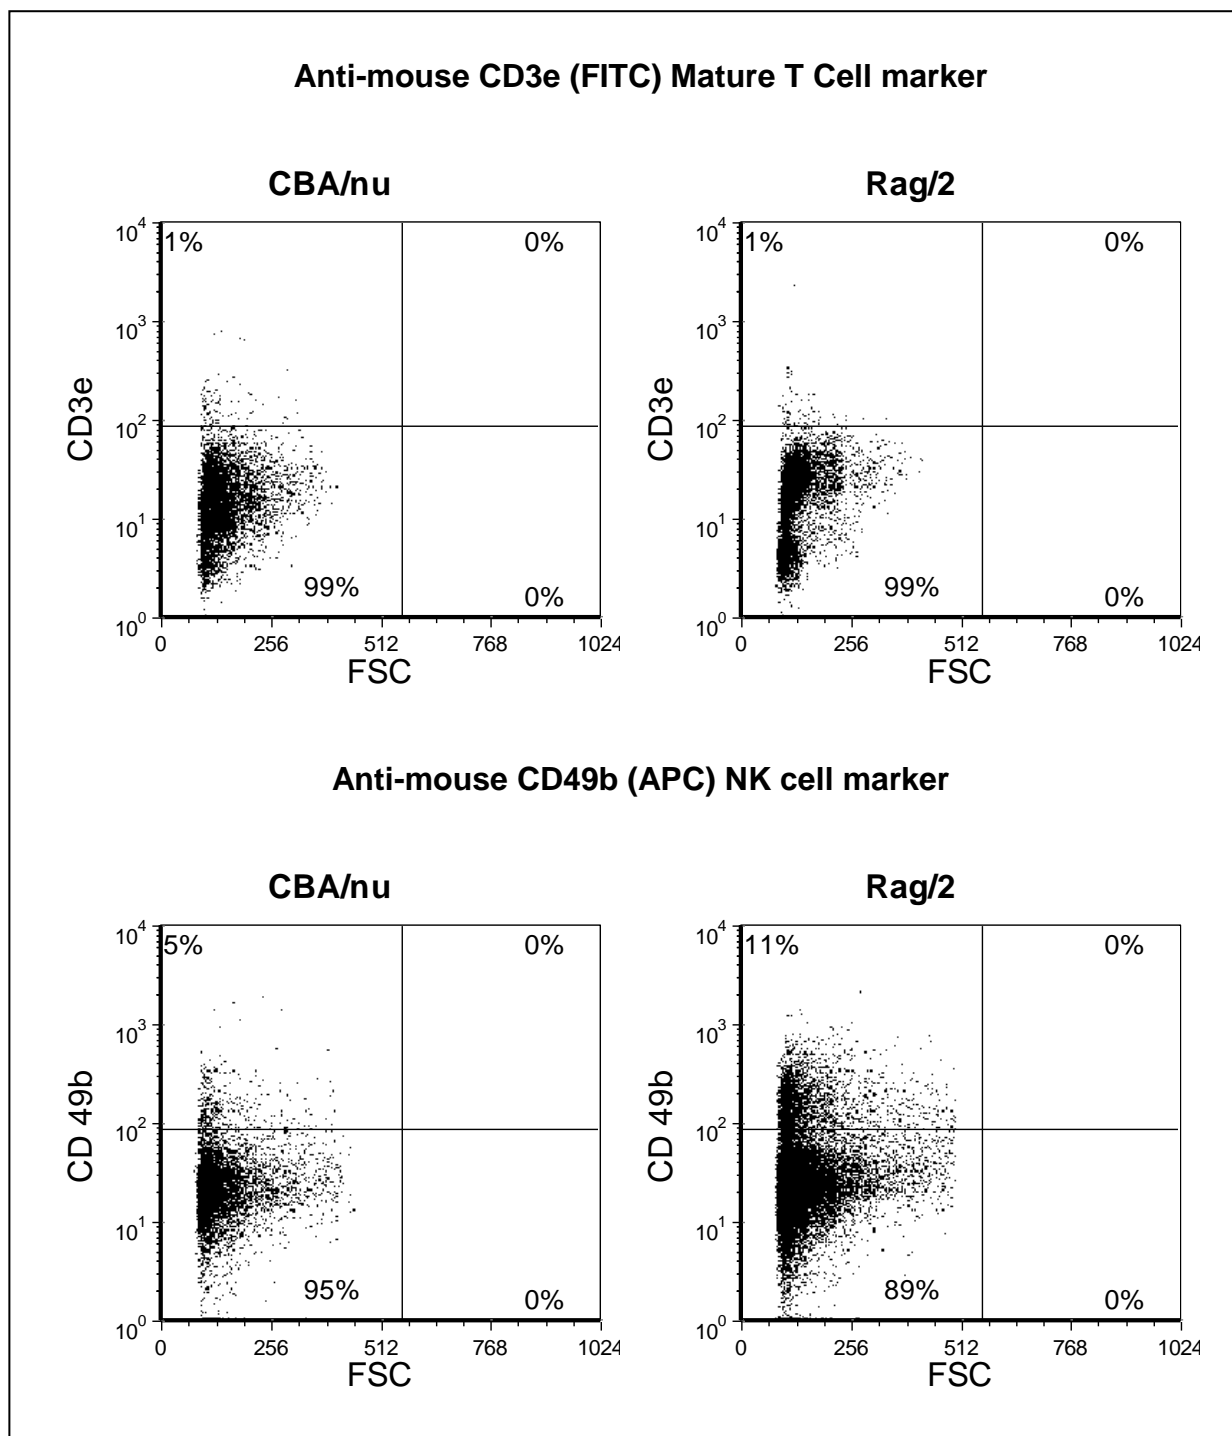 Anti-mouse CD3e (FITC) Mature T Cell marker
CBA/nu
Rag/2
10^4
1%
0%
10^3
CD3e
10^2
10^1
99%
0%
10^0
0 256 512 768 1024
FSC
10^4
1%
0%
10^3
CD3e
10^2
10^1
99%
0%
10^0
0 256 512 768 1024
FSC
Anti-mouse CD49b (APC) NK cell marker
CBA/nu
Rag/2
10^4
5%
0%
10^3
CD 49b
10^2
10^1
95%
0%
10^0
0 256 512 768 1024
FSC
10^4
11%
0%
10^3
CD 49b
10^2
10^1
89%
0%
10^0
0 256 512 768 1024
FSC